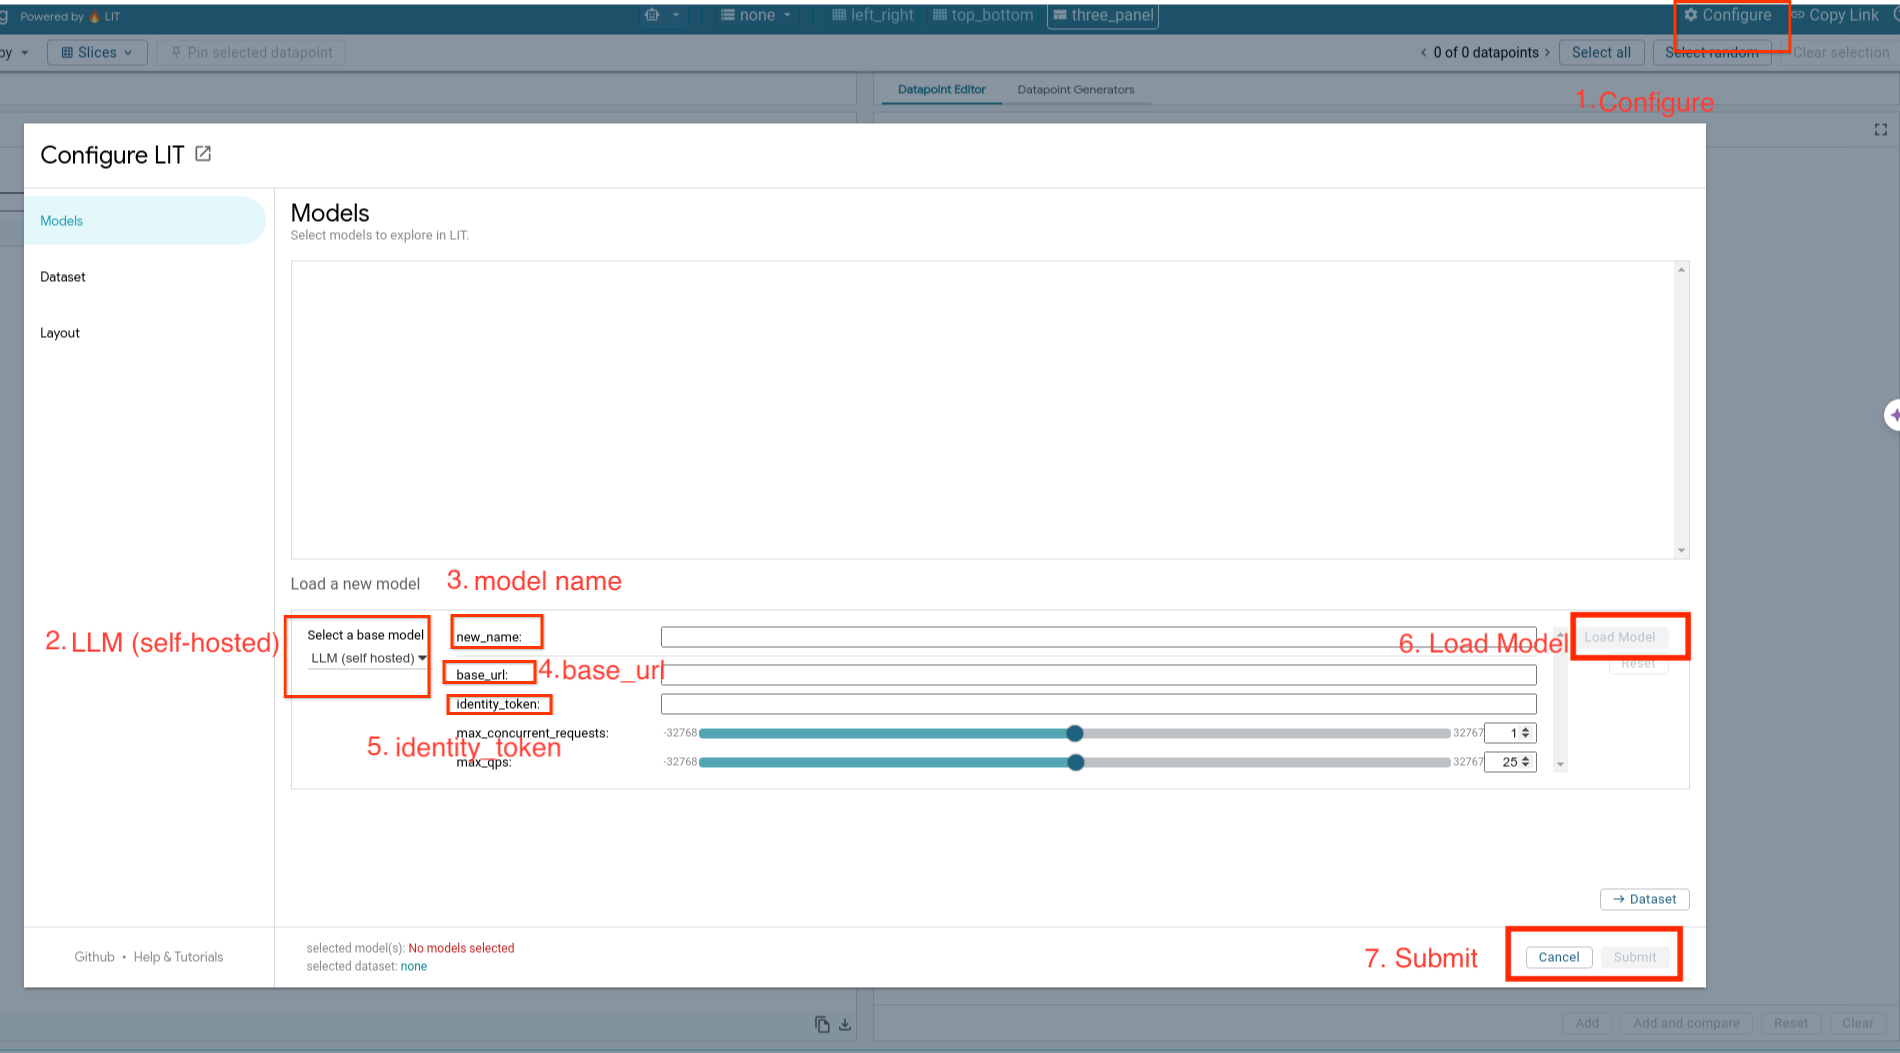 g Powered by LIT
none
left_right
top_bottom
three_panel
Configure
Copy Link
by
Slices
Pin selected datapoint
0 of 0 datapoints
Select all
Select random
Clear selection
Datapoint Editor
Datapoint Generators
1. Configure
Configure LIT
Models
Dataset
Layout
Models
Select models to explore in LIT.
Load a new model
3. model name
2. LLM (self-hosted)
Select a base model
LLM (self hosted)
new_name:
6. Load Model
Load Model
Reset
base_url:
4. base_url
identity_token:
5. identity_token
max_concurrent_requests:
-32768
32767
1
max_qps:
-32768
32767
25
Dataset
Github • Help & Tutorials
selected model(s): No models selected
selected dataset: none
7. Submit
Cancel
Submit
Add
Add and compare
Reset
Clear